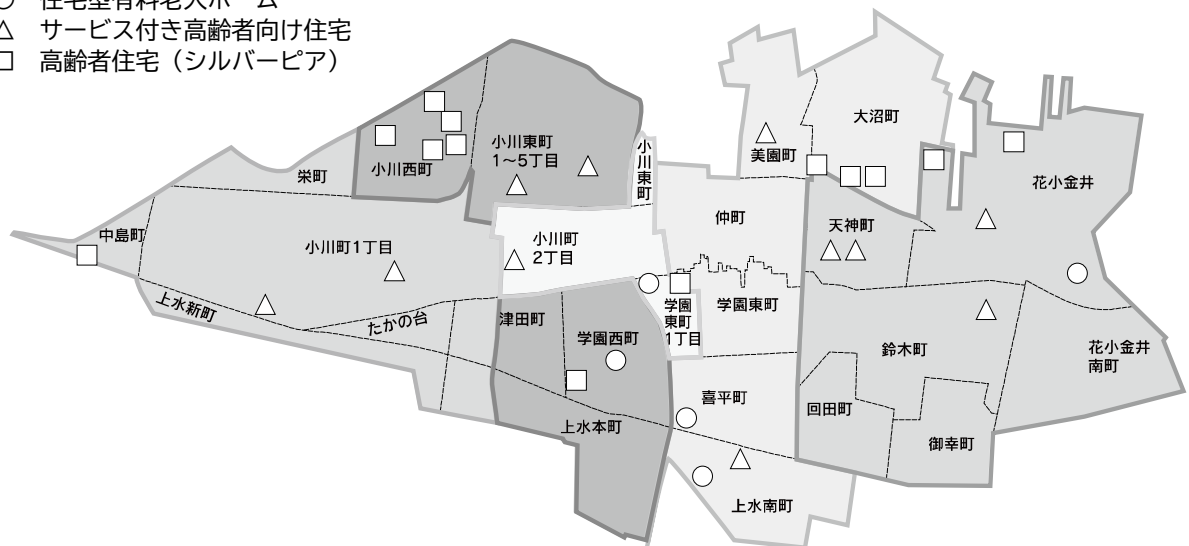 ○ 住宅型有料老人ホーム
△ サービス付き高齢者向け住宅
□ 高齢者住宅（シルバーピア）
大沼町
小川東町
1～5丁目
小川東町
美園町
小川西町
栄町
花小金井
仲町
天神町
中島町
小川町1丁目
小川町
2丁目
上水新町
たかの台
津田町
学園
東町
1丁目
学園東町
学園西町
鈴木町
花小金井
南町
喜平町
回田町
上水本町
御幸町
上水南町